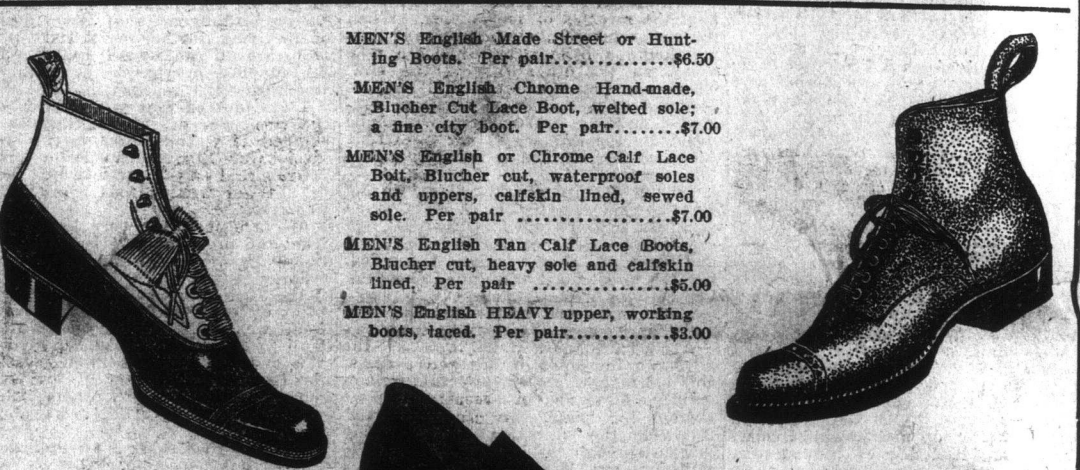 MEN'S English Made Street or Hunt-
ing Boots. Per pair..............$6.50
MEN'S English Chrome Hand-made,
Blucher Cut Lace Boot, welted sole;
a fine city boot. Per pair........$7.00
MEN'S English or Chrome Calf Lace
Boit, Blucher cut, waterproof soles
and uppers, calfskin lined, sewed
sole. Per pair ..................$7.00
MEN'S English Tan Calf Lace Boots,
Blucher cut, heavy sole and calfskin
lined. Per pair ................$5.00
MEN'S English HEAVY upper, working
boots, laced. Per pair............$3.00